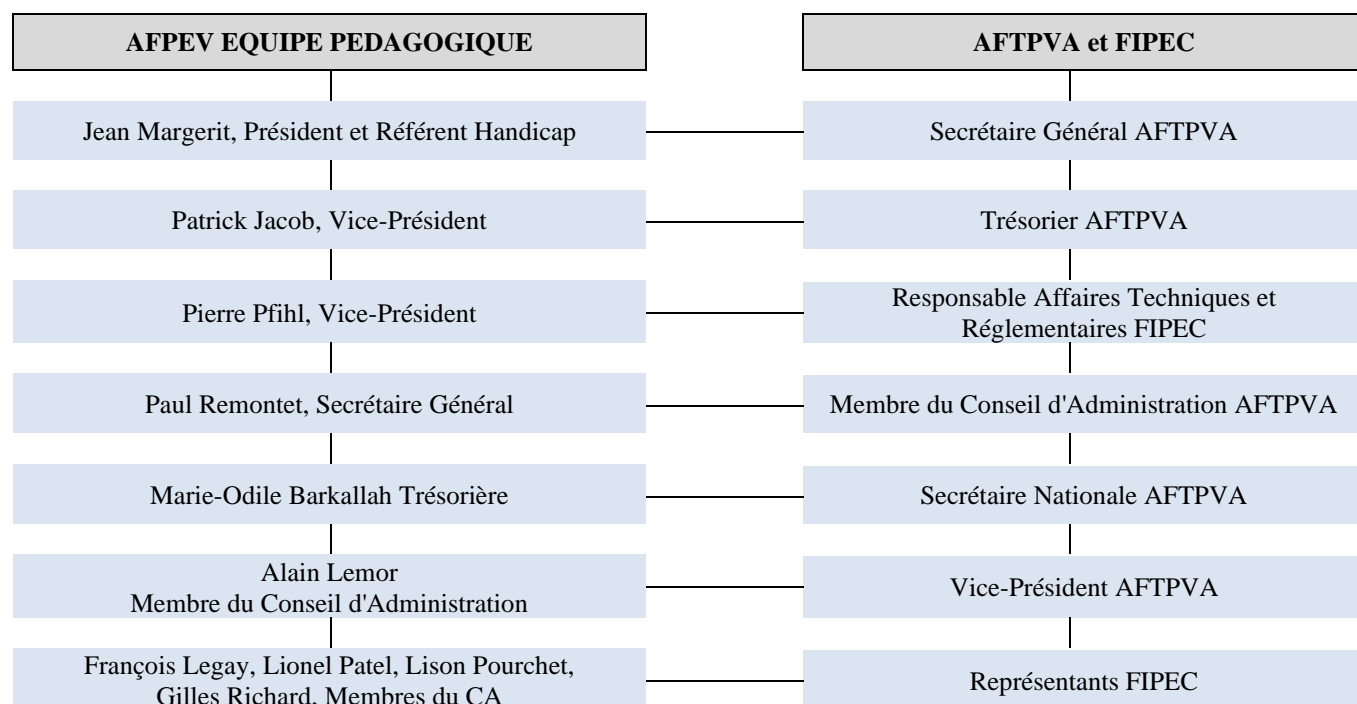 AFPEV EQUIPE PEDAGOGIQUE
AFTPVA et FIPEC
Jean Margerit, Président et Référent Handicap
Secrétaire Général AFTPVA
Patrick Jacob, Vice-Président
Trésorier AFTPVA
Pierre Pfihl, Vice-Président
Responsable Affaires Techniques et
Réglementaires FIPEC
Paul Remontet, Secrétaire Général
Membre du Conseil d'Administration AFTPVA
Marie-Odile Barkallah Trésorière
Secrétaire Nationale AFTPVA
Alain Lemor
Membre du Conseil d'Administration
Vice-Président AFTPVA
François Legay, Lionel Patel, Lison Pourchet,
Gilles Richard, Membres du CA
Représentants FIPEC